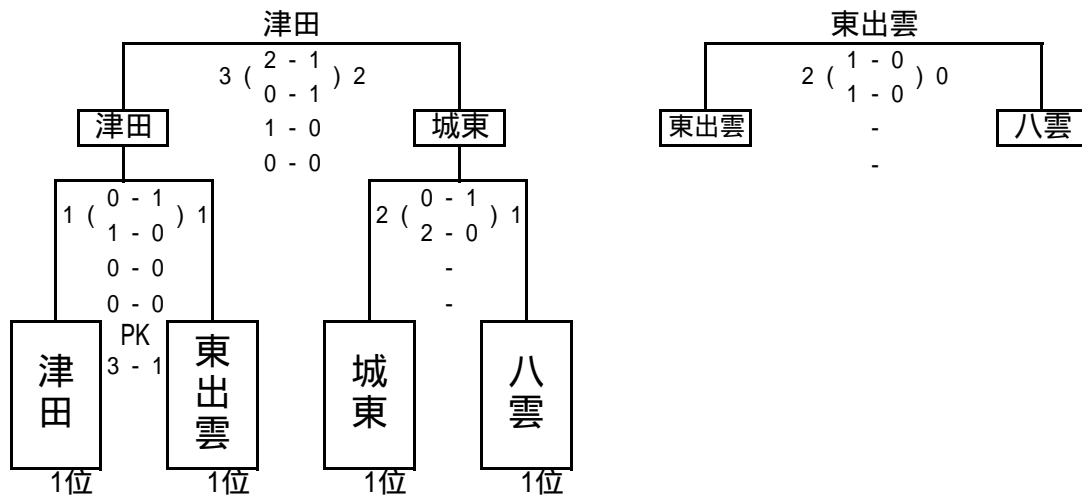 津田
3 ( 2 - 1 ) 2
0 - 1
1 - 0
0 - 0
津田
城東
1 ( 0 - 1 ) 1
1 - 0
0 - 0
0 - 0
PK
3 - 1
2 ( 0 - 1 ) 1
2 - 0
-
-
津田
東出雲
城東
八雲
1位
1位
1位
1位
東出雲
2 ( 1 - 0 ) 0
1 - 0
-
-
東出雲
八雲